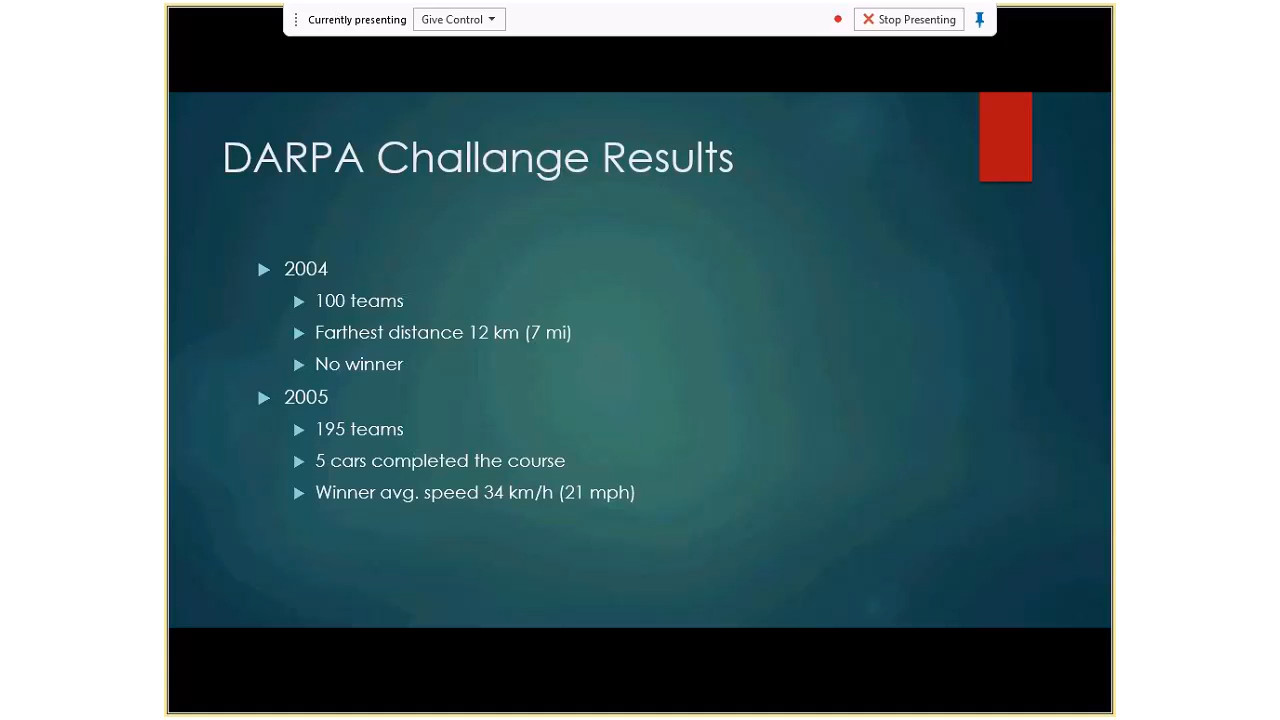 Currently presenting Give Control Stop Presenting
DARPA Challange Results
2004
100 teams
Farthest distance 12 km (7 mi)
No winner
2005
195 teams
5 cars completed the course
Winner avg. speed 34 km/h (21 mph)